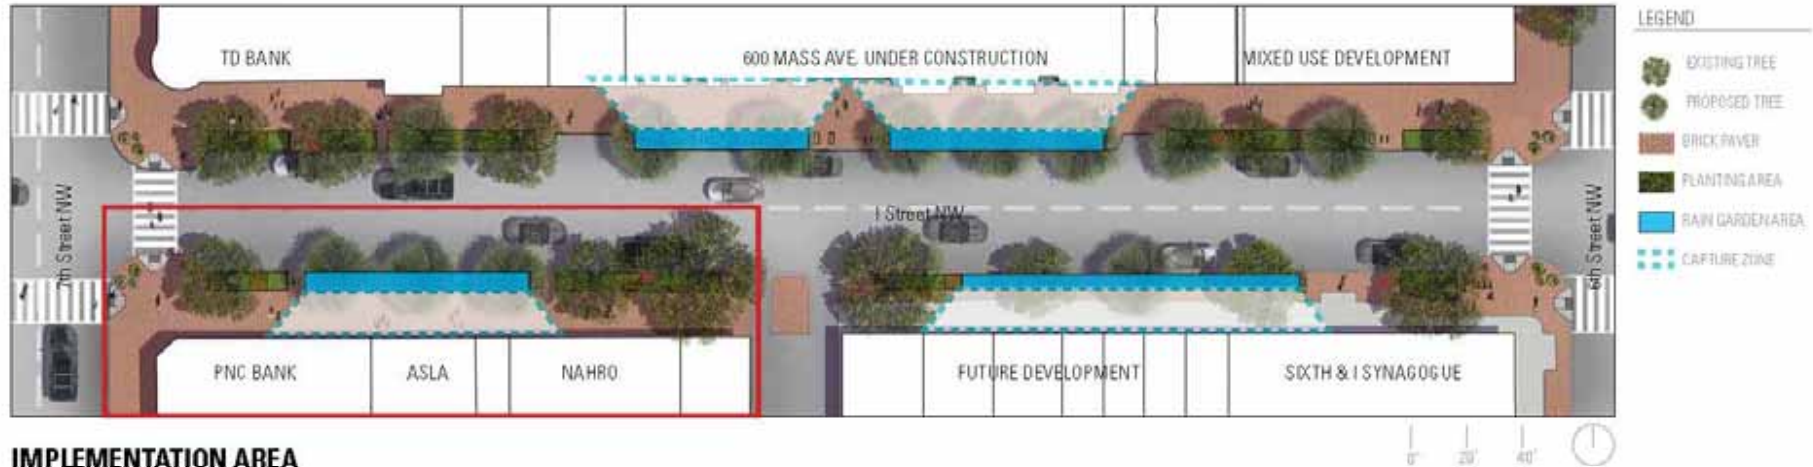 LEGEND
TD BANK
600 MASS AVE. UNDER CONSTRUCTION
MIXED USE DEVELOPMENT
EXISTING TREE
PROPOSED TREE
BRICK PAVER
PLANTING AREA
RAIN GARDEN AREA
CAPTURE ZONE
7th Street NW
I Street NW
6th Street NW
PNC BANK
ASLA
NAHRO
FUTURE DEVELOPMENT
SIXTH & I SYNAGOGUE
0' 20' 40'
IMPLEMENTATION AREA